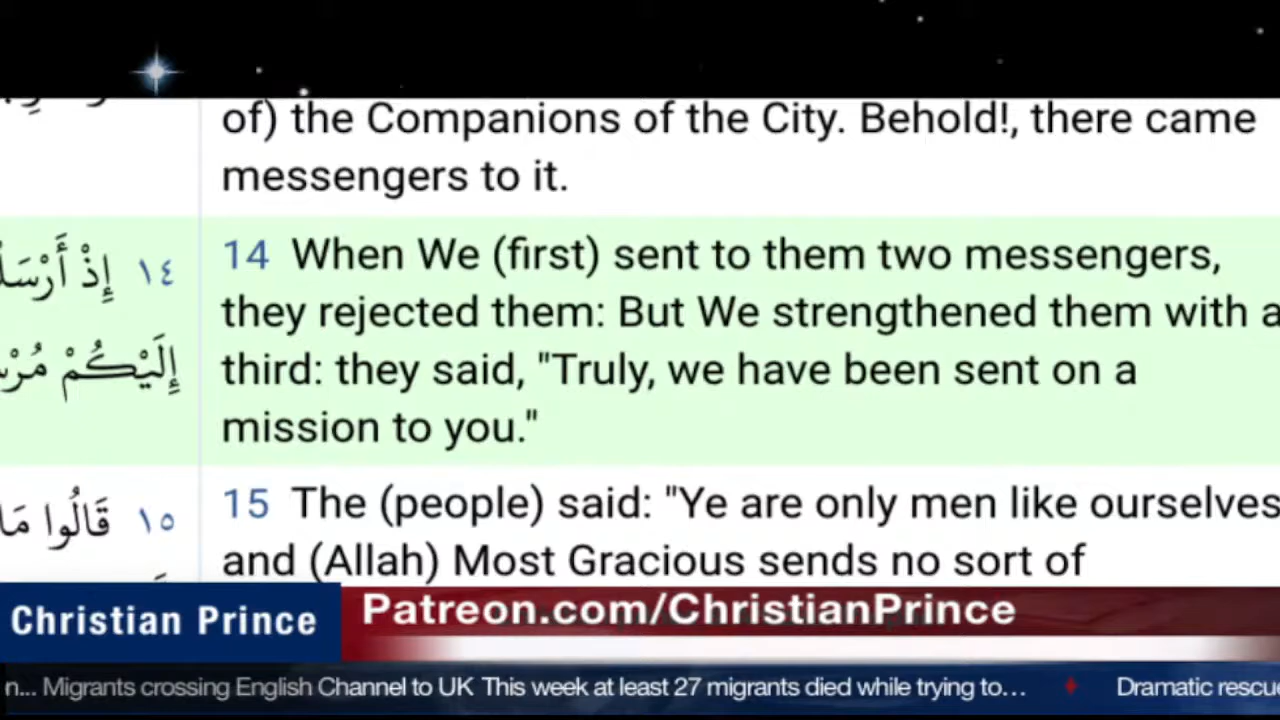 of) the Companions of the City. Behold!, there came
messengers to it.
١٤ إِذْ
14 When We (first) sent to them two messengers,
they rejected them: But We strengthened them with a
إِلَيْكُمْ
third: they said, "Truly, we have been sent on a
mission to you."
١٥ قَالُوا مَا
15 The (people) said: "Ye are only men like ourselves
and (Allah) Most Gracious sends no sort of
Christian Prince
Patreon.com/ChristianPrince
n... Migrants crossing English Channel to UK This week at least 27 migrants died while trying to... Dramatic rescue